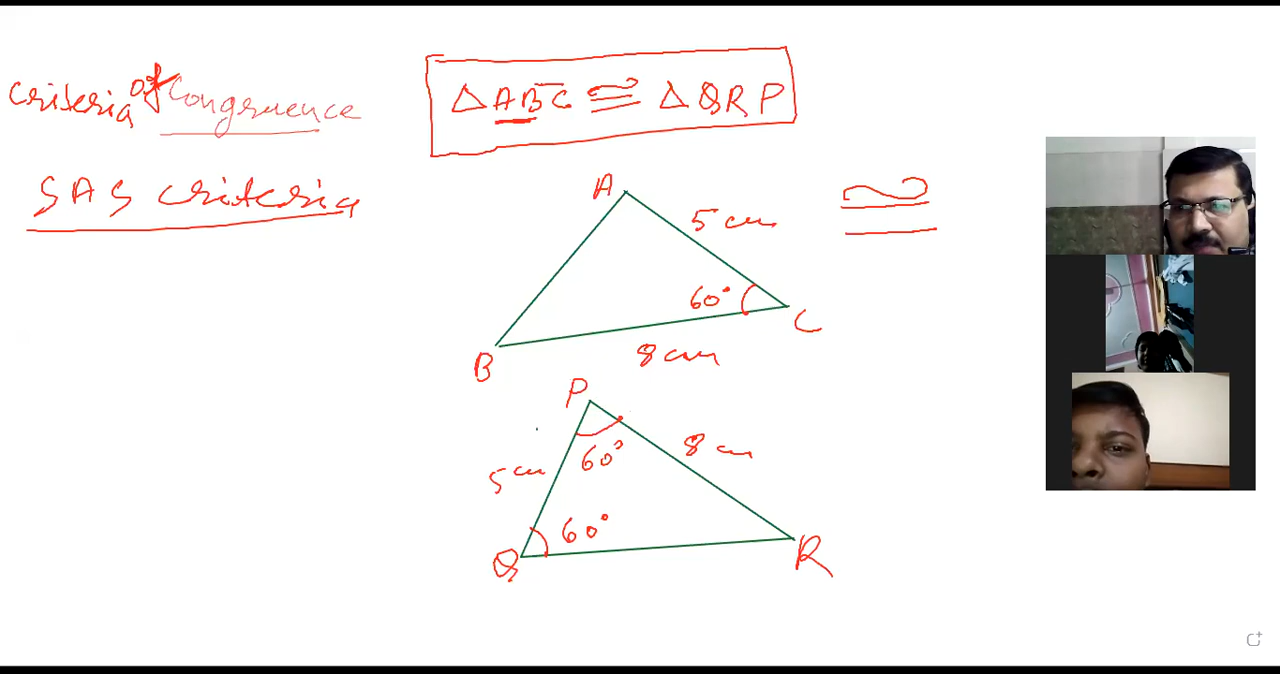 criteria of Congruence
△ABC ≅ △QRP
SAS criteria
A
5 cm
≅
60°
C
8 cm
B
P
8 cm
5 cm
60°
60°
Q
R